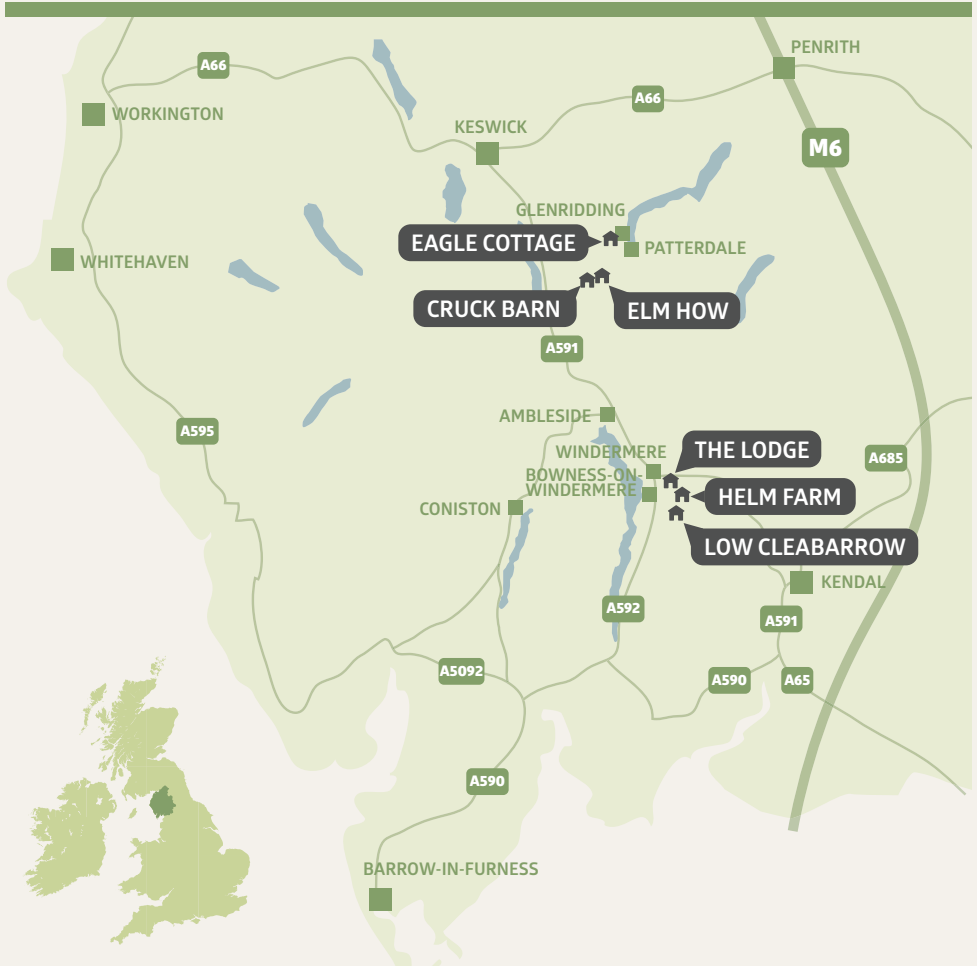 PENRITH
A66
A66
WORKINGTON
KESWICK
M6
GLENRIDDING
EAGLE COTTAGE
PATTERDALE
WHITEHAVEN
CRUCK BARN
ELM HOW
A591
AMBLESIDE
A595
THE LODGE
WINDERMERE
A685
BOWNESS-ON-
WINDERMERE
HELM FARM
CONISTON
LOW CLEABARROW
KENDAL
A592
A591
A5092
A590
A65
A590
BARROW-IN-FURNESS